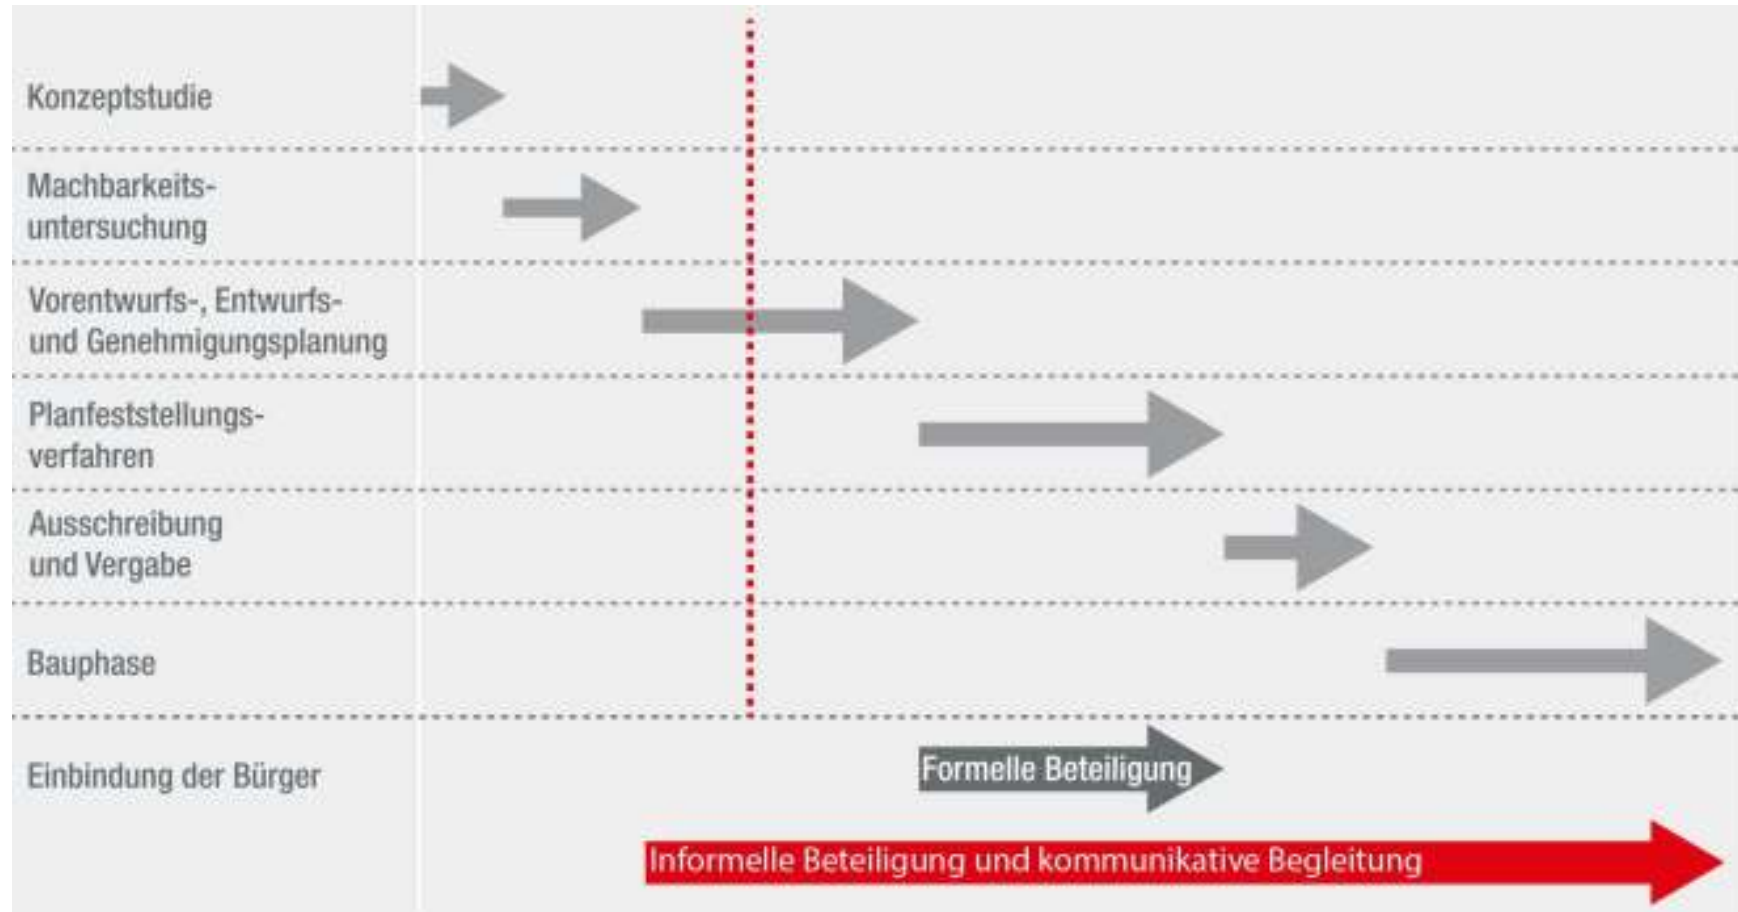 Konzeptstudie
Machbarkeits-
untersuchung
Vorentwurfs-, Entwurfs-
und Genehmigungsplanung
Planfeststellungs-
verfahren
Ausschreibung
und Vergabe
Bauphase
Einbindung der Bürger
Formelle Beteiligung
Informelle Beteiligung und kommunikative Begleitung